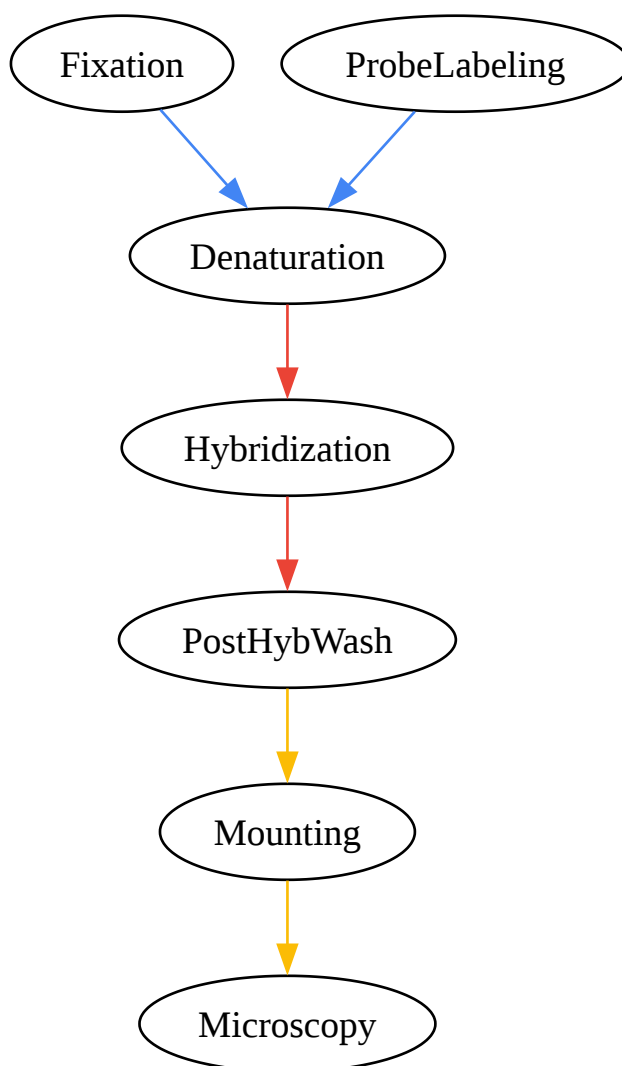 Fixation
ProbeLabeling
Denaturation
Hybridization
PostHybWash
Mounting
Microscopy